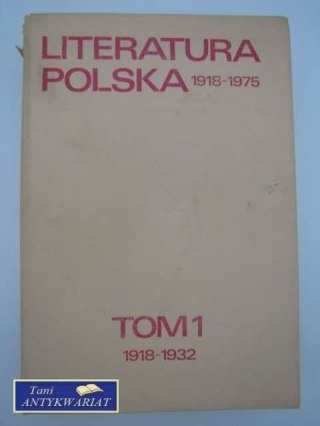 LITERATURA
POLSKA 1918-1975
TOM 1
1918-1932
Tani
ANTYKWARIAT